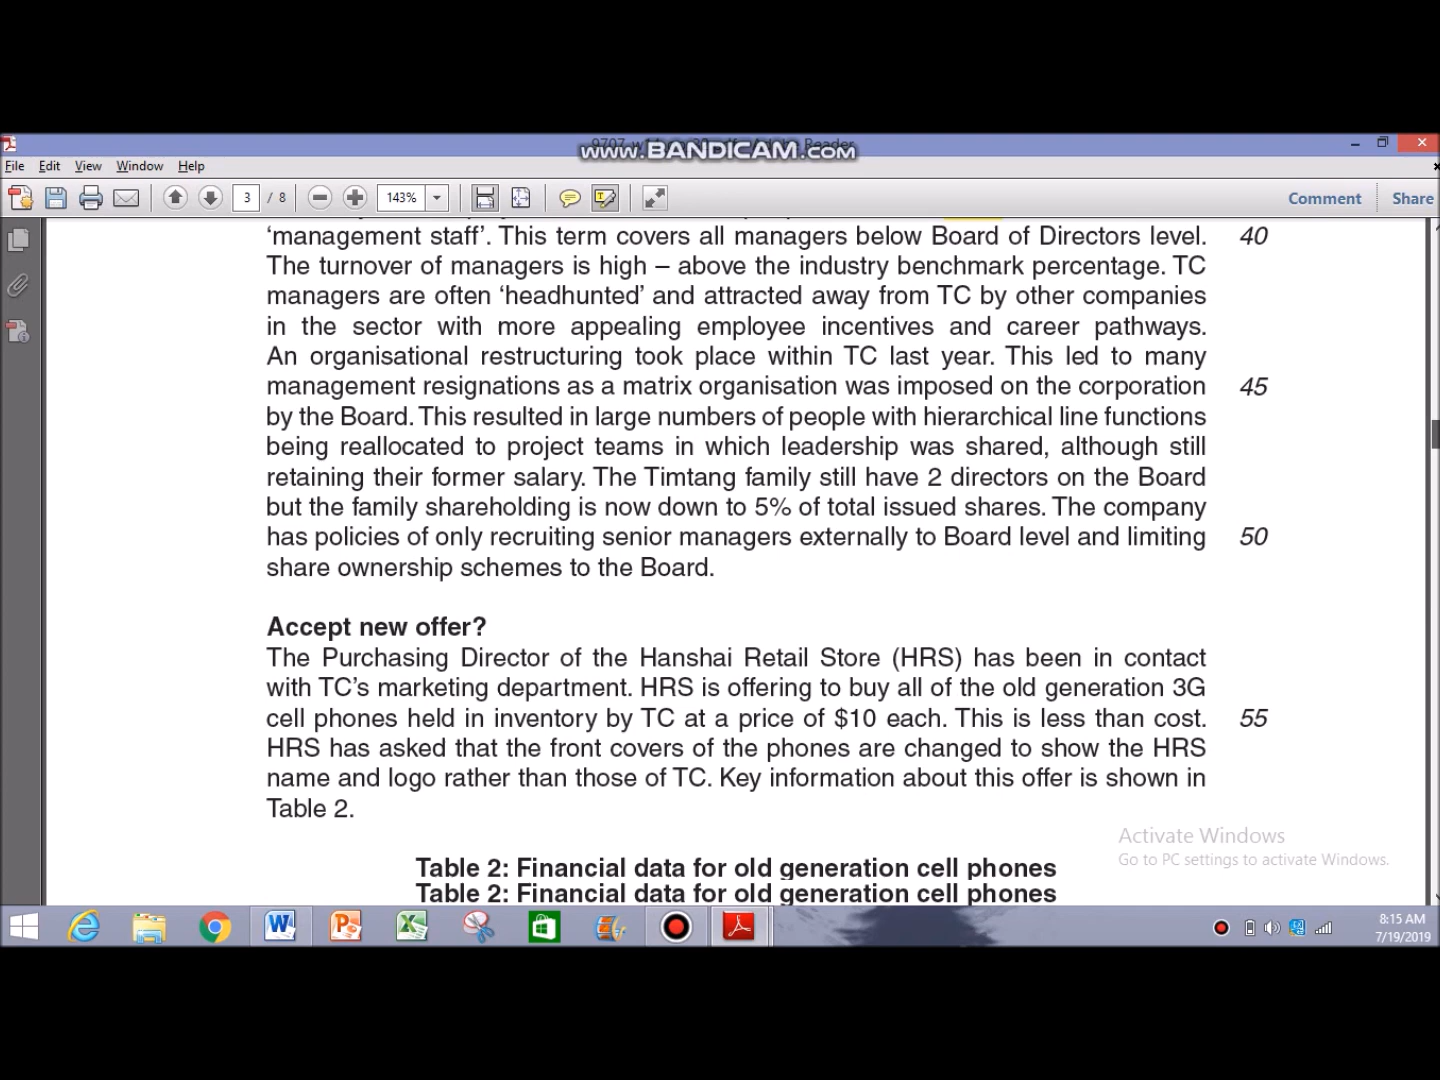 www.BANDICAM.com
File Edit View Window Help
3 / 8 143% Comment Share
‘management staff’. This term covers all managers below Board of Directors level. 40
The turnover of managers is high – above the industry benchmark percentage. TC
managers are often ‘headhunted’ and attracted away from TC by other companies
in the sector with more appealing employee incentives and career pathways.
An organisational restructuring took place within TC last year. This led to many
management resignations as a matrix organisation was imposed on the corporation 45
by the Board. This resulted in large numbers of people with hierarchical line functions
being reallocated to project teams in which leadership was shared, although still
retaining their former salary. The Timtang family still have 2 directors on the Board
but the family shareholding is now down to 5% of total issued shares. The company
has policies of only recruiting senior managers externally to Board level and limiting 50
share ownership schemes to the Board.
Accept new offer?
The Purchasing Director of the Hanshai Retail Store (HRS) has been in contact
with TC’s marketing department. HRS is offering to buy all of the old generation 3G
cell phones held in inventory by TC at a price of $10 each. This is less than cost. 55
HRS has asked that the front covers of the phones are changed to show the HRS
name and logo rather than those of TC. Key information about this offer is shown in
Table 2.
Activate Windows
Go to PC settings to activate Windows.
Table 2: Financial data for old generation cell phones
Table 2: Financial data for old generation cell phones
8:15 AM
7/19/2019